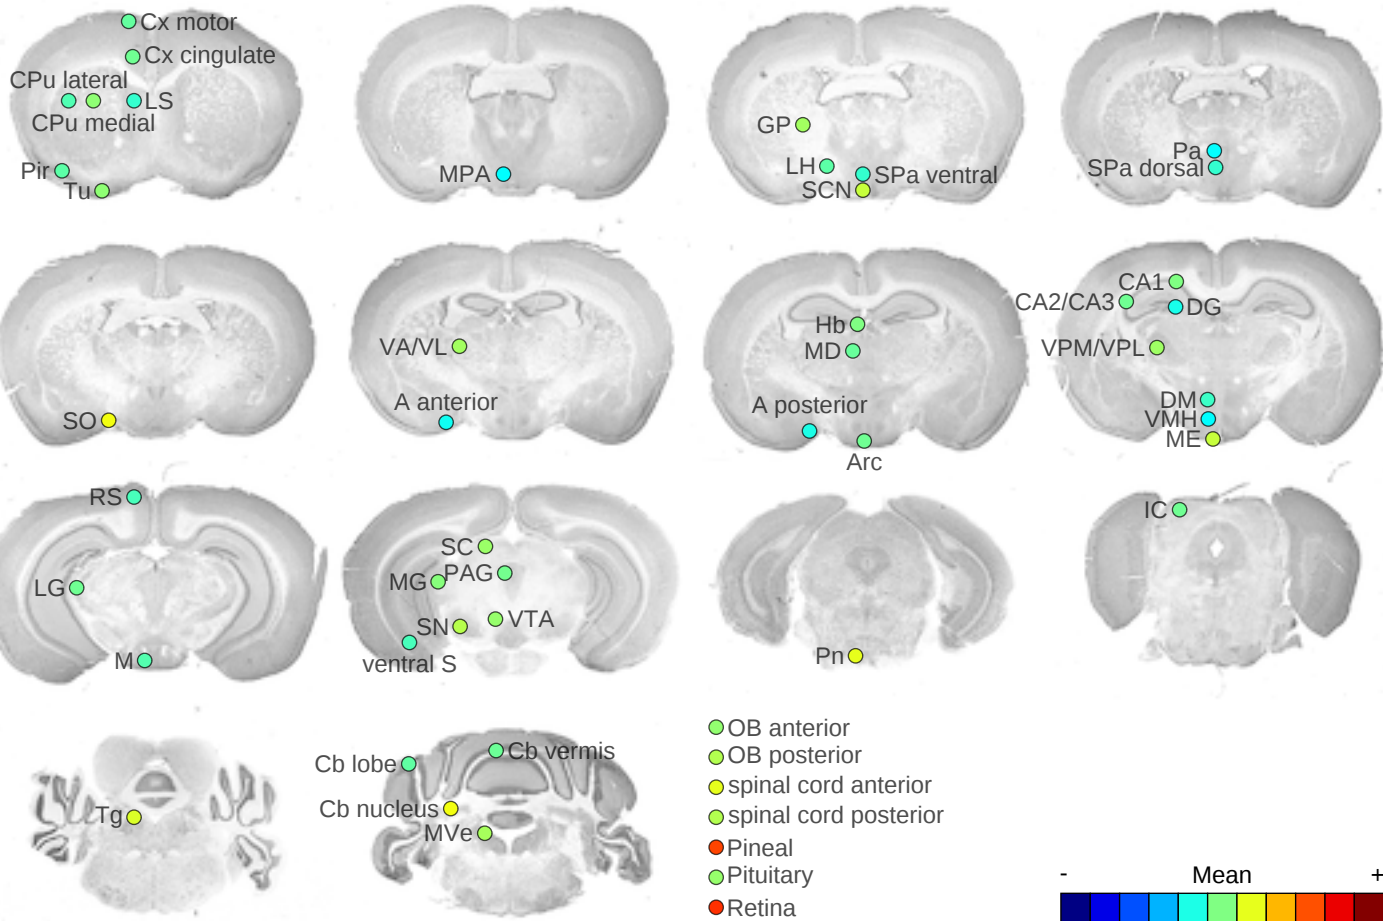 Cx motor
Cx cingulate
CPu lateral
LS
CPu medial
Pir
Tu
MPA
GP
LH
SPa ventral
SCN
Pa
SPa dorsal
SO
VA/VL
A anterior
Hb
MD
A posterior
Arc
CA1
CA2/CA3
DG
VPM/VPL
DM
VMH
ME
RS
LG
M
SC
MG
PAG
SN
VTA
ventral S
Pn
IC
Tg
Cb lobe
Cb vermis
Cb nucleus
MVe
OB anterior
OB posterior
spinal cord anterior
spinal cord posterior
Pineal
Pituitary
Retina
- Mean +